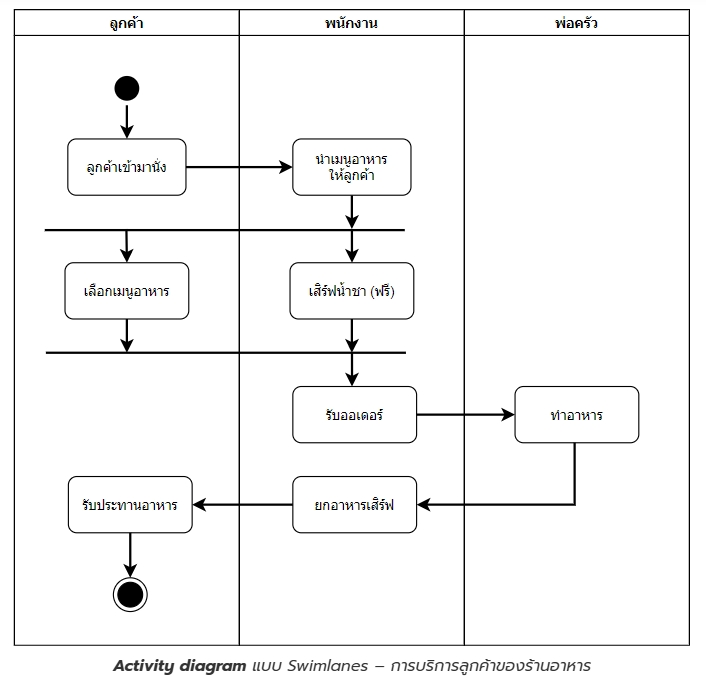 ลูกค้า พนักงาน พ่อครัว
ลูกค้าเข้ามานั่ง
นำเมนูอาหาร
ให้ลูกค้า
เลือกเมนูอาหาร
เสิร์ฟน้ำชา (ฟรี)
รับออเดอร์
ทำอาหาร
รับประทานอาหาร
ยกอาหารเสิร์ฟ
Activity diagram แบบ Swimlanes – การบริการลูกค้าของร้านอาหาร